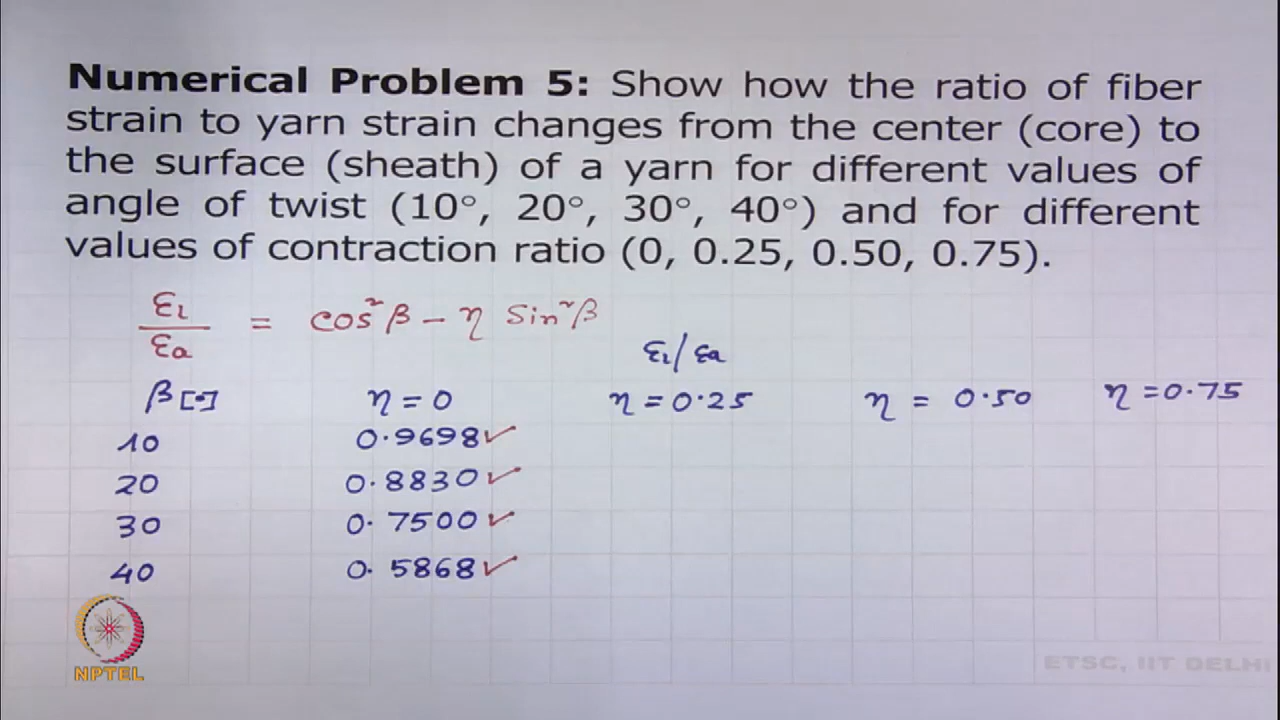 Numerical Problem 5: Show how the ratio of fiber
strain to yarn strain changes from the center (core) to
the surface (sheath) of a yarn for different values of
angle of twist (10°, 20°, 30°, 40°) and for different
values of contraction ratio (0, 0.25, 0.50, 0.75).
εl/εa = cos²β − η sin²β
εl/εa
β[°] η = 0 η = 0.25 η = 0.50 η = 0.75
10 0.9698 ✓
20 0.8830 ✓
30 0.7500 ✓
40 0.5868 ✓
NPTEL
ETSC, IIT DELHI